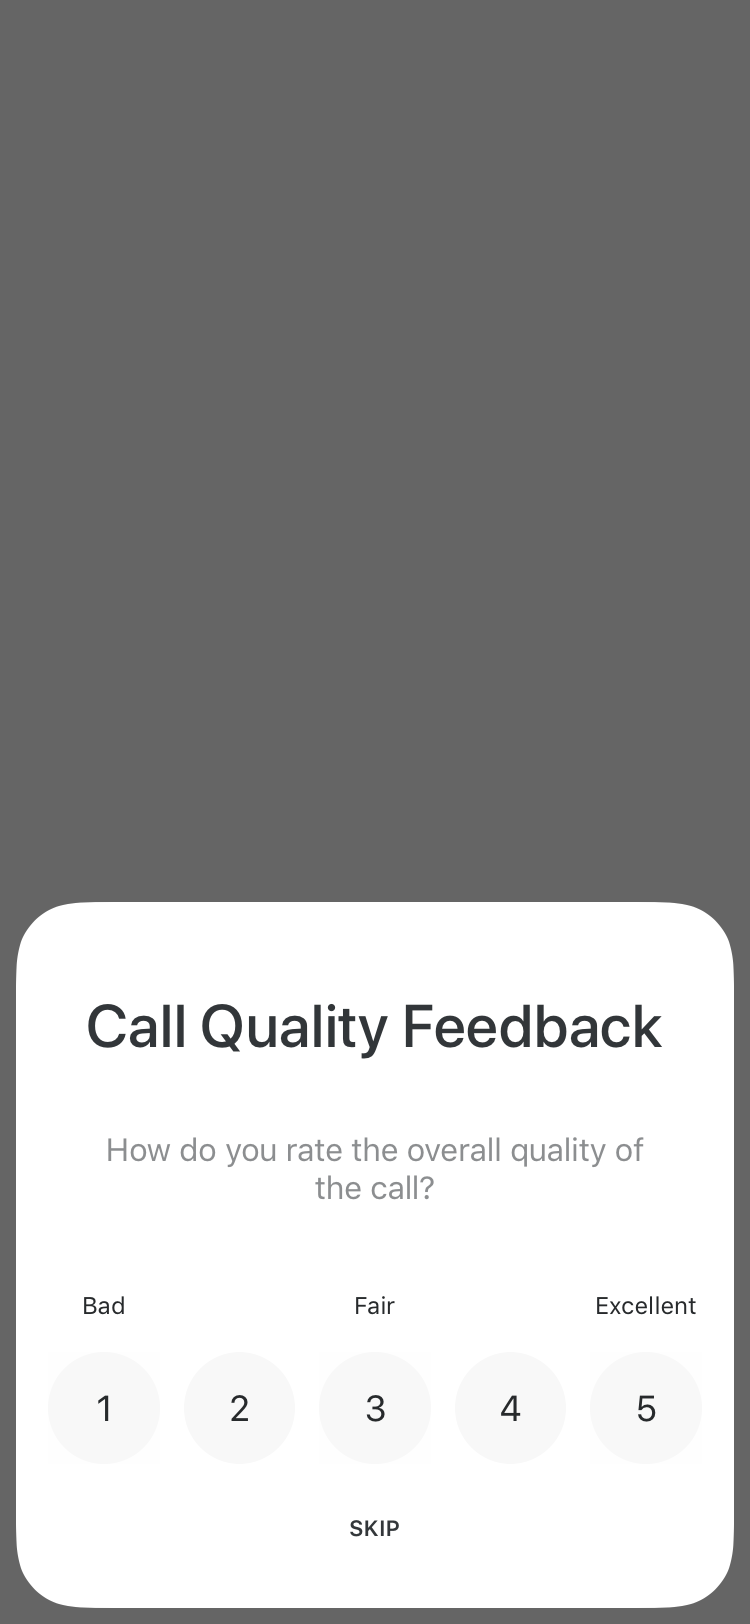 Call Quality Feedback
How do you rate the overall quality of
the call?
Bad Fair Excellent
1 2 3 4 5
SKIP